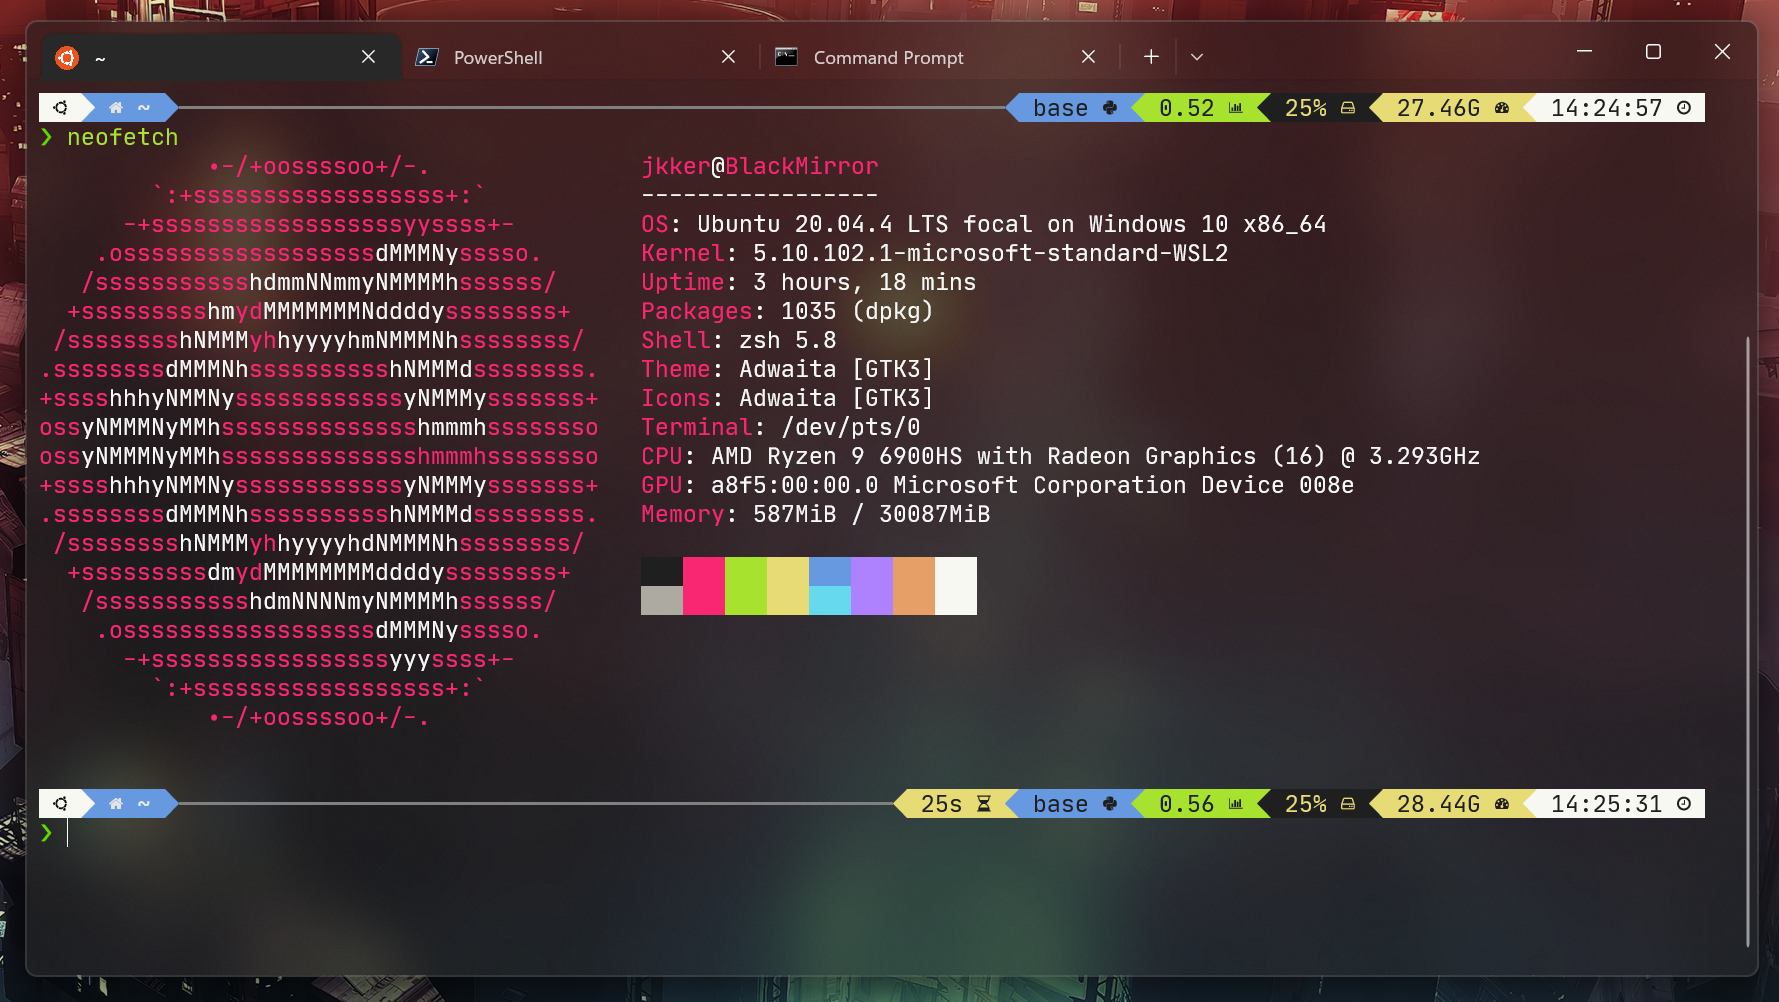 ~ PowerShell Command Prompt
~ base 0.52 25% 27.46G 14:24:57
❯ neofetch
•-/+oossssoo+/-. jkker@BlackMirror
`:+ssssssssssssssssss+:` -----------------
-+ssssssssssssssssssyyssss+- OS: Ubuntu 20.04.4 LTS focal on Windows 10 x86_64
.ossssssssssssssssssdMMMNysssso. Kernel: 5.10.102.1-microsoft-standard-WSL2
/ssssssssssshdmmNNmmyNMMMMhssssss/ Uptime: 3 hours, 18 mins
+ssssssssshmydMMMMMMMNddddyssssssss+ Packages: 1035 (dpkg)
/sssssssshNMMMyhhyyyyhmNMMMNhssssssss/ Shell: zsh 5.8
.ssssssssdMMMNhsssssssssshNMMMdssssssss. Theme: Adwaita [GTK3]
+sssshhhyNMMNyssssssssssssyNMMMysssssss+ Icons: Adwaita [GTK3]
ossyNMMMNyMMhsssssssssssssshmmmhssssssso Terminal: /dev/pts/0
ossyNMMMNyMMhsssssssssssssshmmmhssssssso CPU: AMD Ryzen 9 6900HS with Radeon Graphics (16) @ 3.293GHz
+sssshhhyNMMNyssssssssssssyNMMMysssssss+ GPU: a8f5:00:00.0 Microsoft Corporation Device 008e
.ssssssssdMMMNhsssssssssshNMMMdssssssss. Memory: 587MiB / 30087MiB
/sssssssshNMMMyhhyyyyhdNMMMNhssssssss/
+sssssssssdmydMMMMMMMMddddyssssssss+
/ssssssssssshdmNNNNmyNMMMMhssssss/
.ossssssssssssssssssdMMMNysssso.
-+sssssssssssssssssyyyssss+-
`:+ssssssssssssssssss+:`
•-/+oossssoo+/-.
~ 25s base 0.56 25% 28.44G 14:25:31
❯